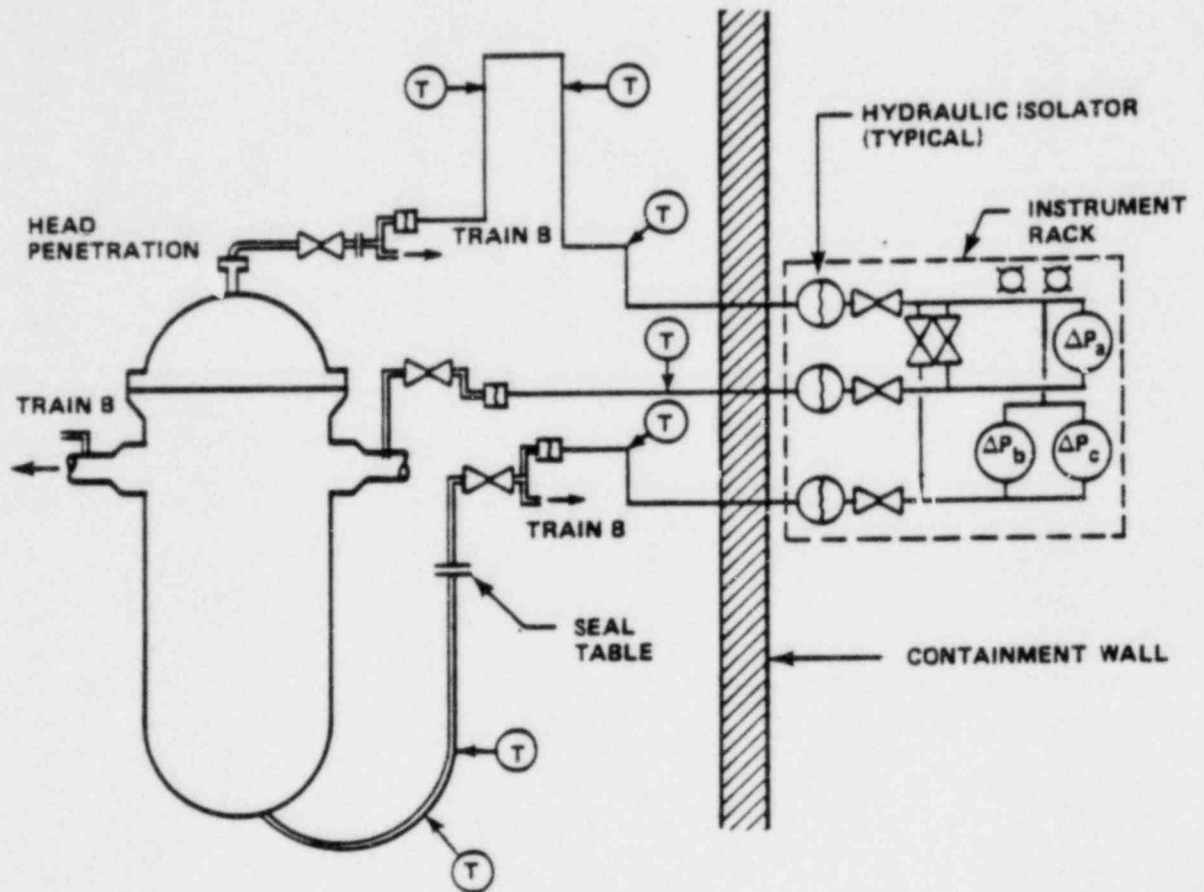 T
T
HYDRAULIC ISOLATOR
(TYPICAL)
HEAD
PENETRATION
TRAIN B
T
INSTRUMENT
RACK
ΔPa
T
TRAIN B
T
ΔPb
ΔPc
TRAIN B
SEAL
TABLE
CONTAINMENT WALL
T
T